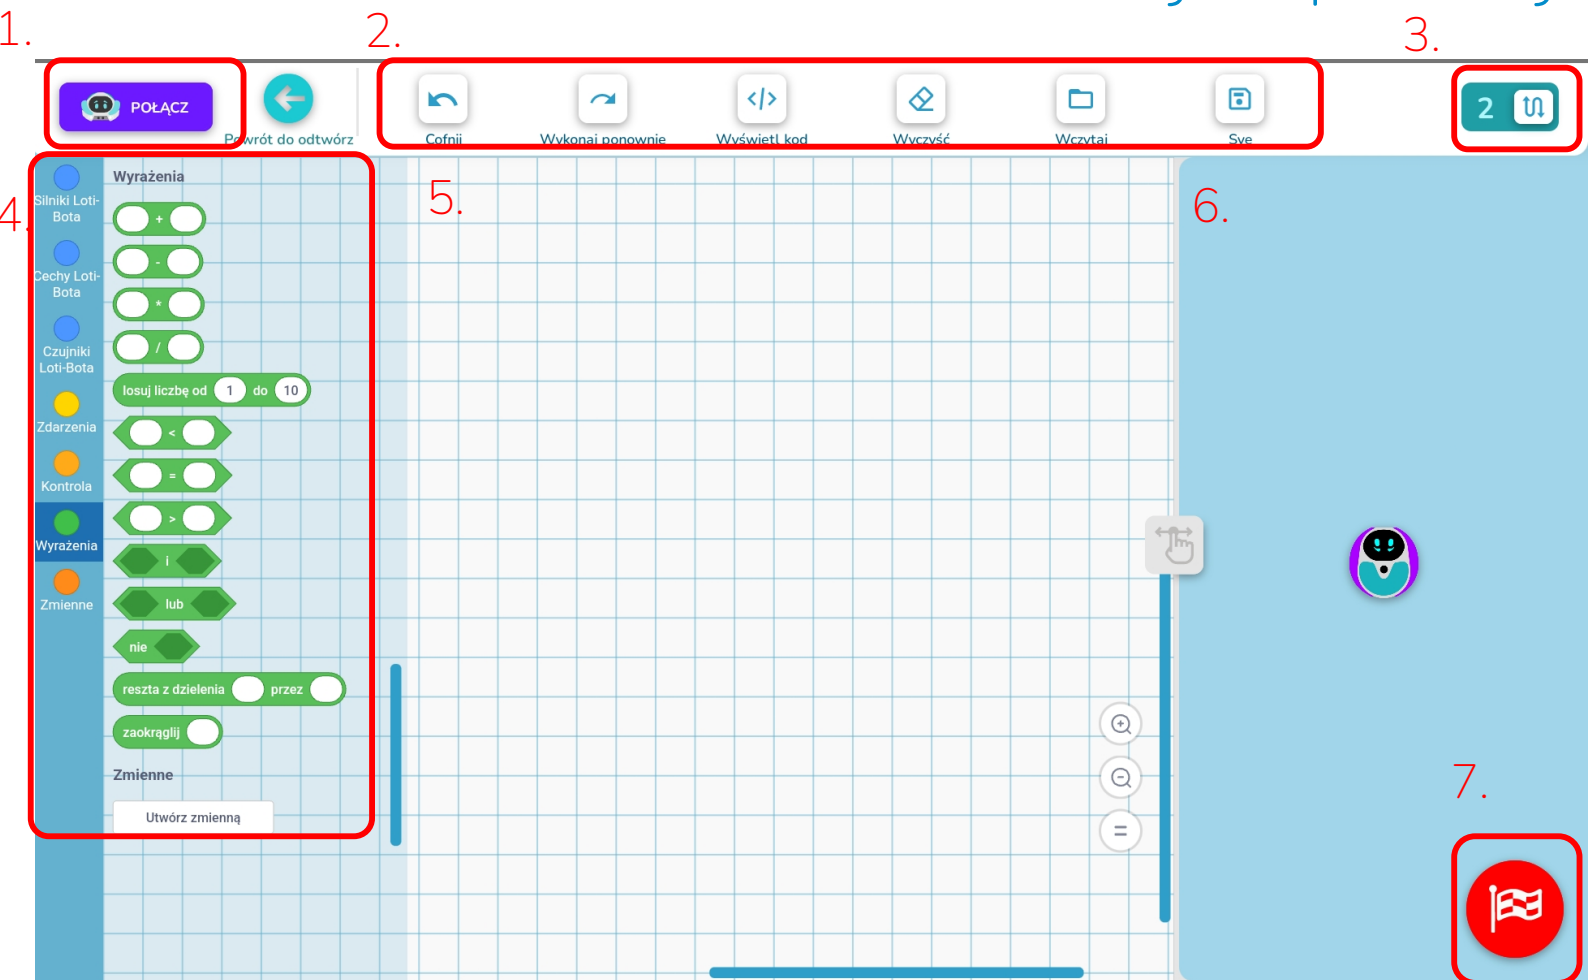 1.
2.
3.
POŁĄCZ
Powrót do odtwórz
Cofnij
Wykonaj ponownie
Wyświetl kod
Wyczyść
Wczytaj
Sve
2
4.
5.
6.
Silniki Loti-
Bota
Cechy Loti-
Bota
Czujniki
Loti-Bota
Zdarzenia
Kontrola
Wyrażenia
Zmienne
Wyrażenia
+
-
*
/
losuj liczbę od 1 do 10
<
=
>
i
lub
nie
reszta z dzielenia przez
zaokrąglij
Zmienne
Utwórz zmienną
7.